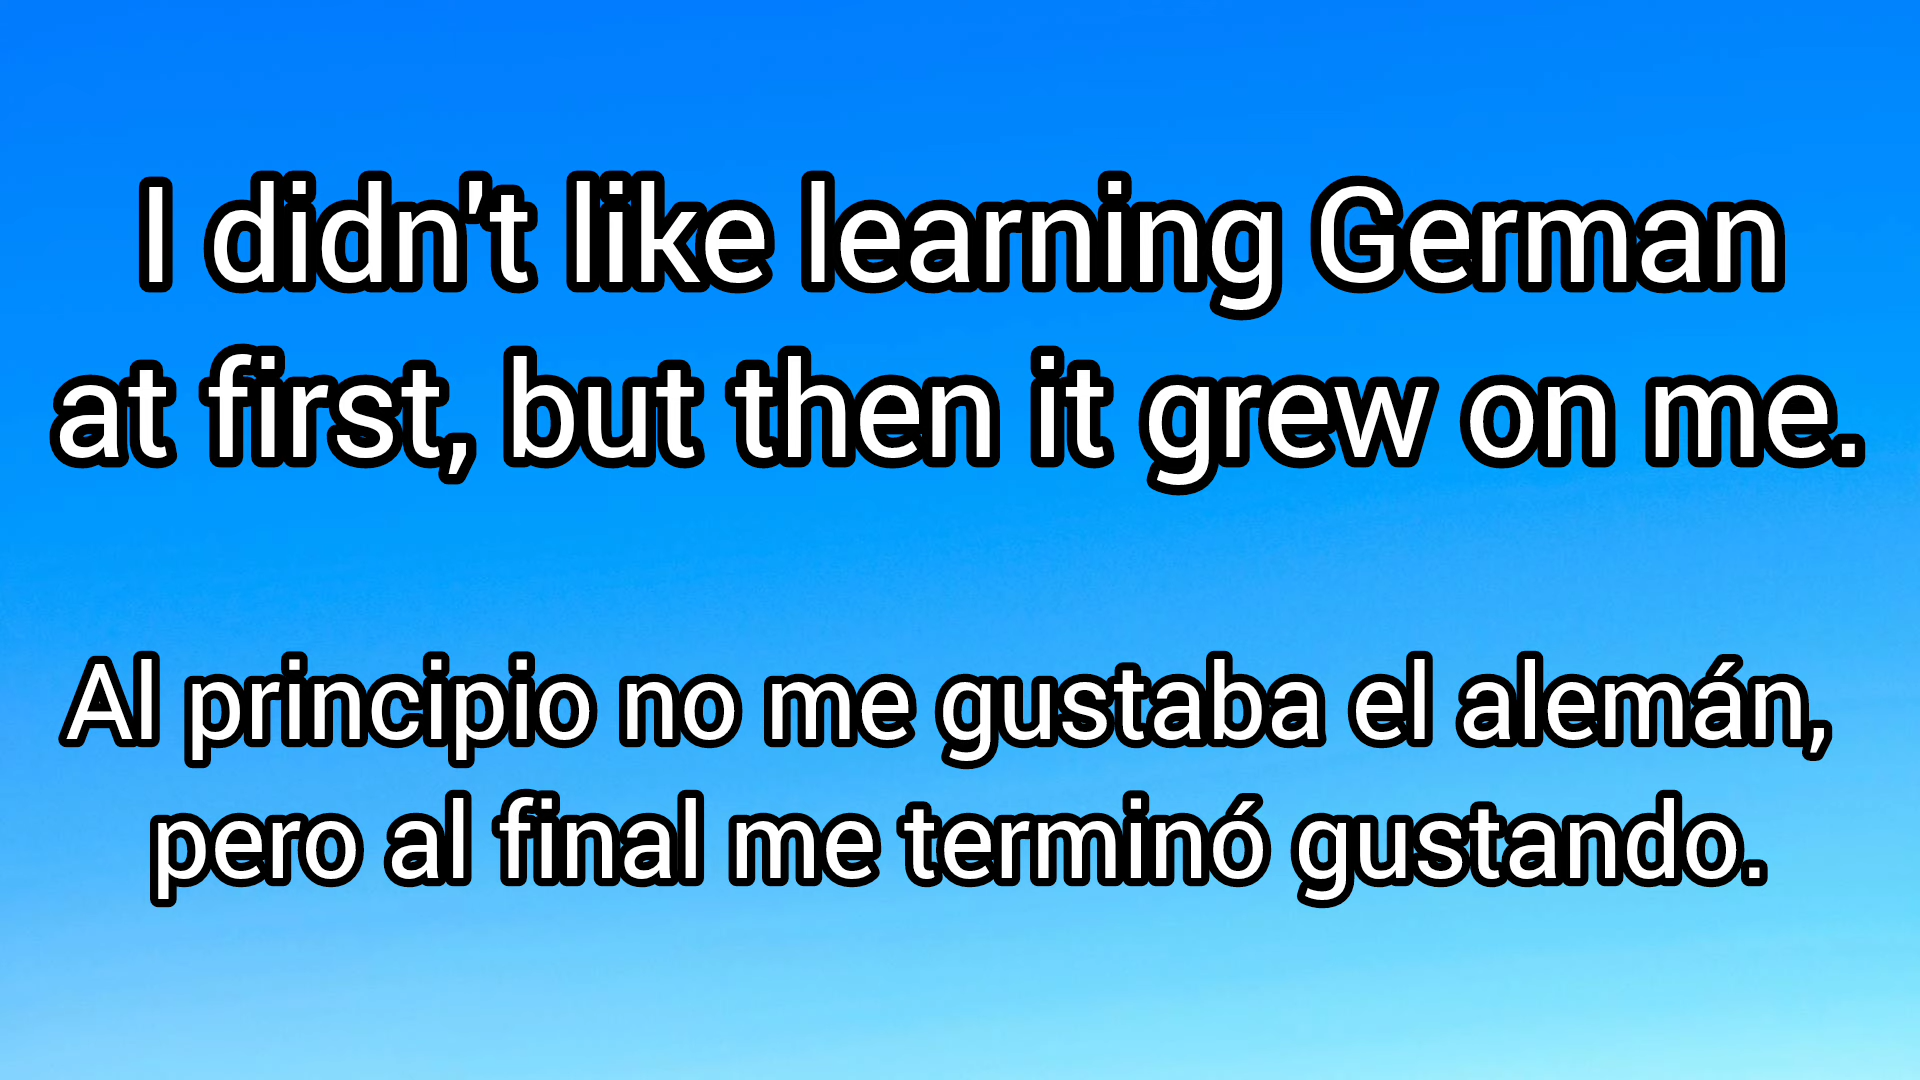 I didn't like learning German
at first, but then it grew on me.
Al principio no me gustaba el alemán,
pero al final me terminó gustando.